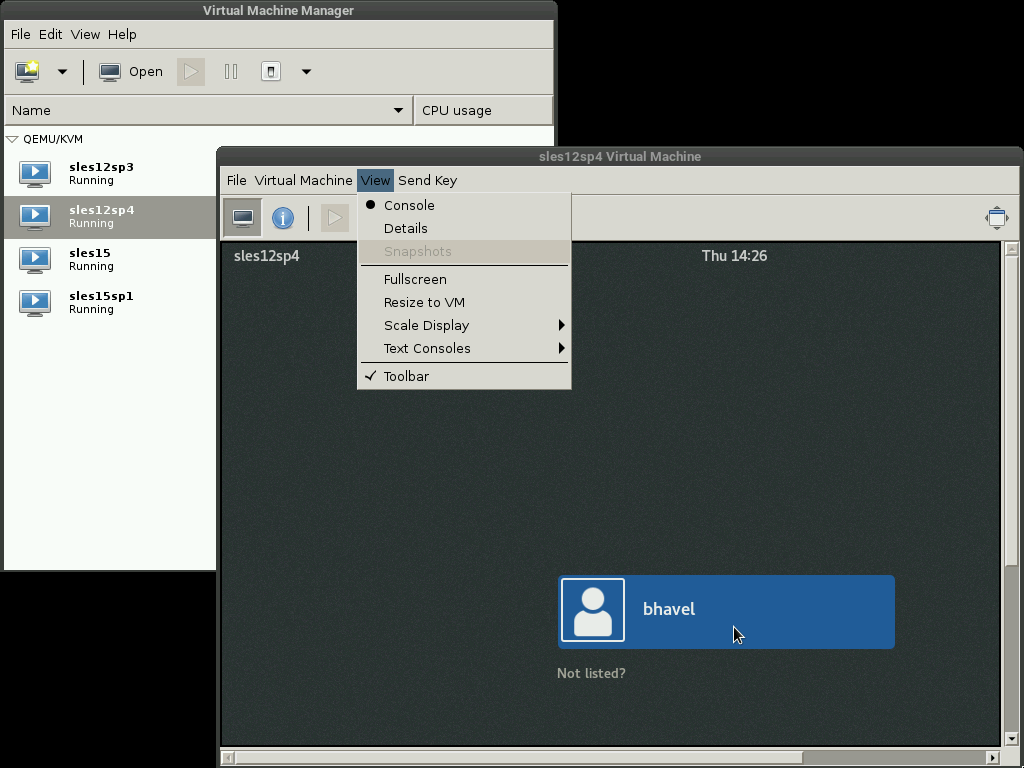 Virtual Machine Manager
File Edit View Help
Open
Name CPU usage
QEMU/KVM
sles12sp3
Running
sles12sp4
Running
sles15
Running
sles15sp1
Running
sles12sp4 Virtual Machine
File Virtual Machine View Send Key
Console
Details
Snapshots
Fullscreen
Resize to VM
Scale Display
Text Consoles
Toolbar
sles12sp4 Thu 14:26
bhavel
Not listed?